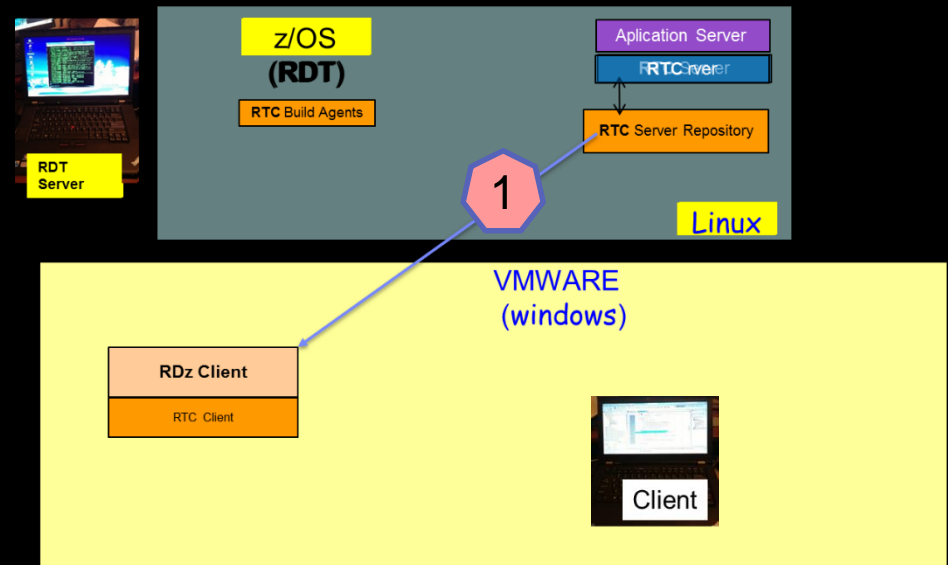 z/OS
(RDT)
RTC Build Agents
Aplication Server
RTC
RTC Server Repository
RDT
Server
1
Linux
VMWARE
(windows)
RDz Client
RTC Client
Client